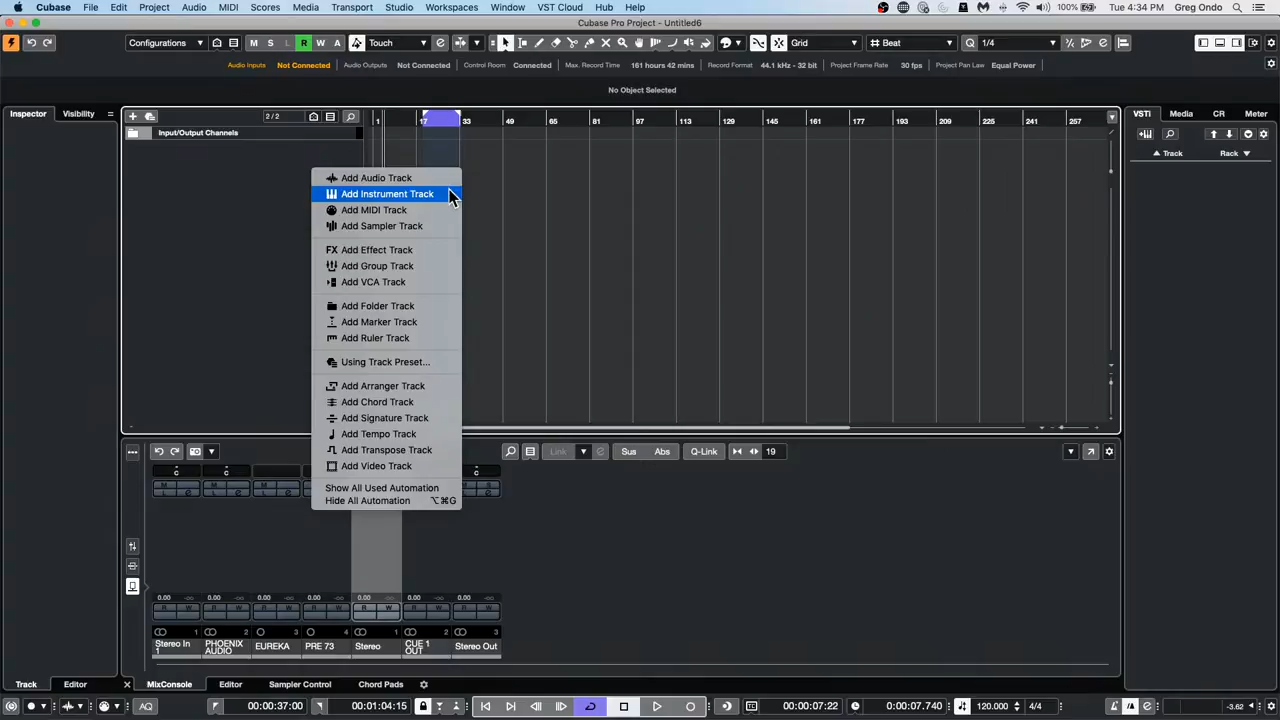 Cubase File Edit Project Audio MIDI Scores Media Transport Studio Workspaces Window VST Cloud Hub Help 100% Tue 4:34 PM Greg Ondo
Cubase Pro Project - Untitled6
Configurations M S L R W A Touch Grid Beat Q 1/4
Audio Inputs Not Connected Audio Outputs Not Connected Control Room Connected Max. Record Time 161 hours 42 mins Record Format 44.1 kHz - 32 bit Project Frame Rate 30 fps Project Pan Law Equal Power
No Object Selected
Inspector Visibility 2/2 1 17 33 49 65 81 97 113 129 145 161 177 193 209 225 241 257 VSTi Media CR Meter
Input/Output Channels
Track Rack
Add Audio Track
Add Instrument Track
Add MIDI Track
Add Sampler Track
FX Add Effect Track
Add Group Track
Add VCA Track
Add Folder Track
Add Marker Track
Add Ruler Track
Using Track Preset...
Add Arranger Track
Add Chord Track
Add Signature Track
Add Tempo Track
Add Transpose Track
Add Video Track
Show All Used Automation
Hide All Automation ⌥⌘G
Link Sus Abs Q-Link 19
C C C
0.00 -∞ 0.00 -∞ 0.00 -∞ 0.00 -∞ 0.00 -∞ 0.00 -∞ 0.00 -∞
R W R W R W R W R W R W R W
1 2 3 4 1 2 3
Stereo In 1 PHOENIX AUDIO EUREKA PRE 73 Stereo CUE 1 OUT Stereo Out
Track Editor MixConsole Editor Sampler Control Chord Pads
AQ 00:00:37:00 00:01:04:15 00:00:07:22 0:00:07.740 120.000 4/4 -3.62